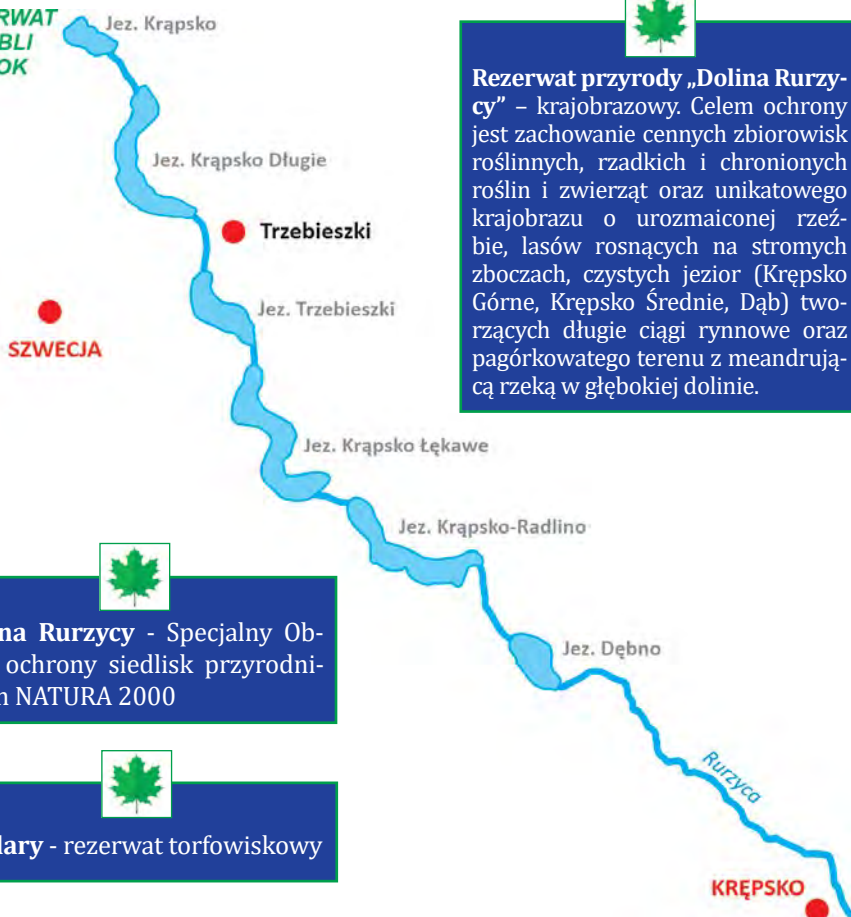 RWAT
BLI
OK
Jez. Krąpsko
Rezerwat przyrody „Dolina Rurzy-
cy” – krajobrazowy. Celem ochrony
jest zachowanie cennych zbiorowisk
roślinnych, rzadkich i chronionych
roślin i zwierząt oraz unikatowego
krajobrazu o urozmaiconej rzeź-
bie, lasów rosnących na stromych
zboczach, czystych jezior (Krępsko
Górne, Krępsko Średnie, Dąb) two-
rzących długie ciągi rynnowe oraz
pagórkowatego terenu z meandrują-
cą rzeką w głębokiej dolinie.
Jez. Krąpsko Długie
Trzebieszki
Jez. Trzebieszki
SZWECJA
Jez. Krąpsko Łękawe
Jez. Krąpsko-Radlino
na Rurzycy - Specjalny Ob-
ochrony siedlisk przyrodni-
h NATURA 2000
Jez. Dębno
Rurzyca
lary - rezerwat torfowiskowy
KRĘPSKO